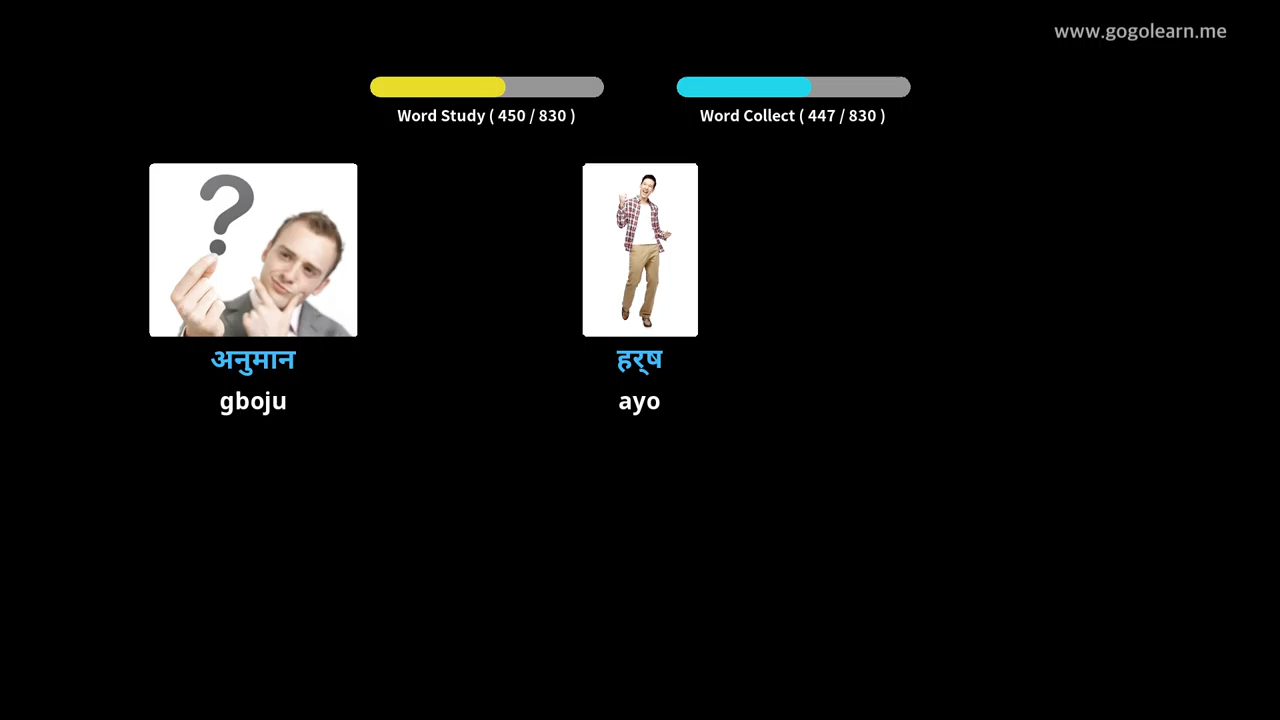 www.gogolearn.me
Word Study ( 450 / 830 )
Word Collect ( 447 / 830 )
अनुमान
हर्‌ष
gboju
ayo